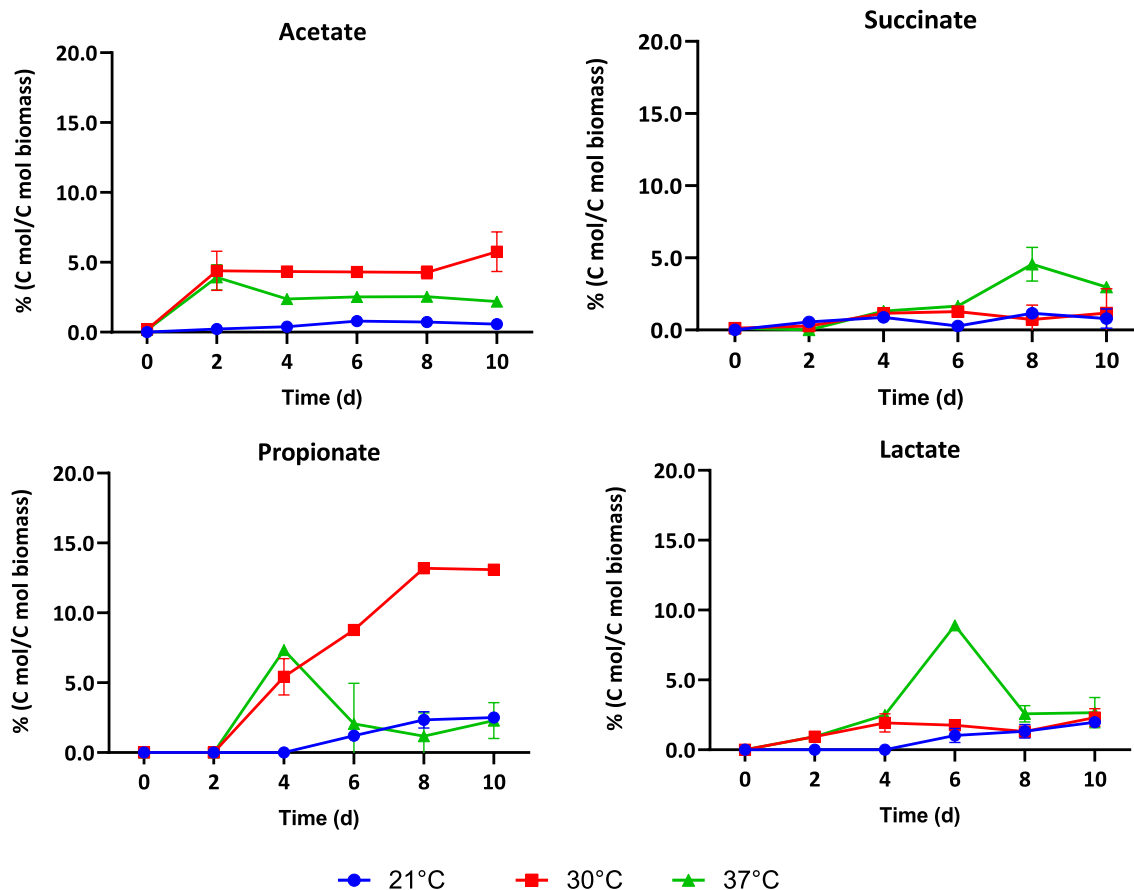 Acetate
% (C mol/C mol biomass)
20.0
15.0
10.0
5.0
0.0
0 2 4 6 8 10
Time (d)
Succinate
% (C mol/C mol biomass)
20.0
15.0
10.0
5.0
0.0
0 2 4 6 8 10
Time (d)
Propionate
% (C mol/C mol biomass)
20.0
15.0
10.0
5.0
0.0
0 2 4 6 8 10
Time (d)
Lactate
% (C mol/C mol biomass)
20.0
15.0
10.0
5.0
0.0
0 2 4 6 8 10
Time (d)
21°C 30°C 37°C